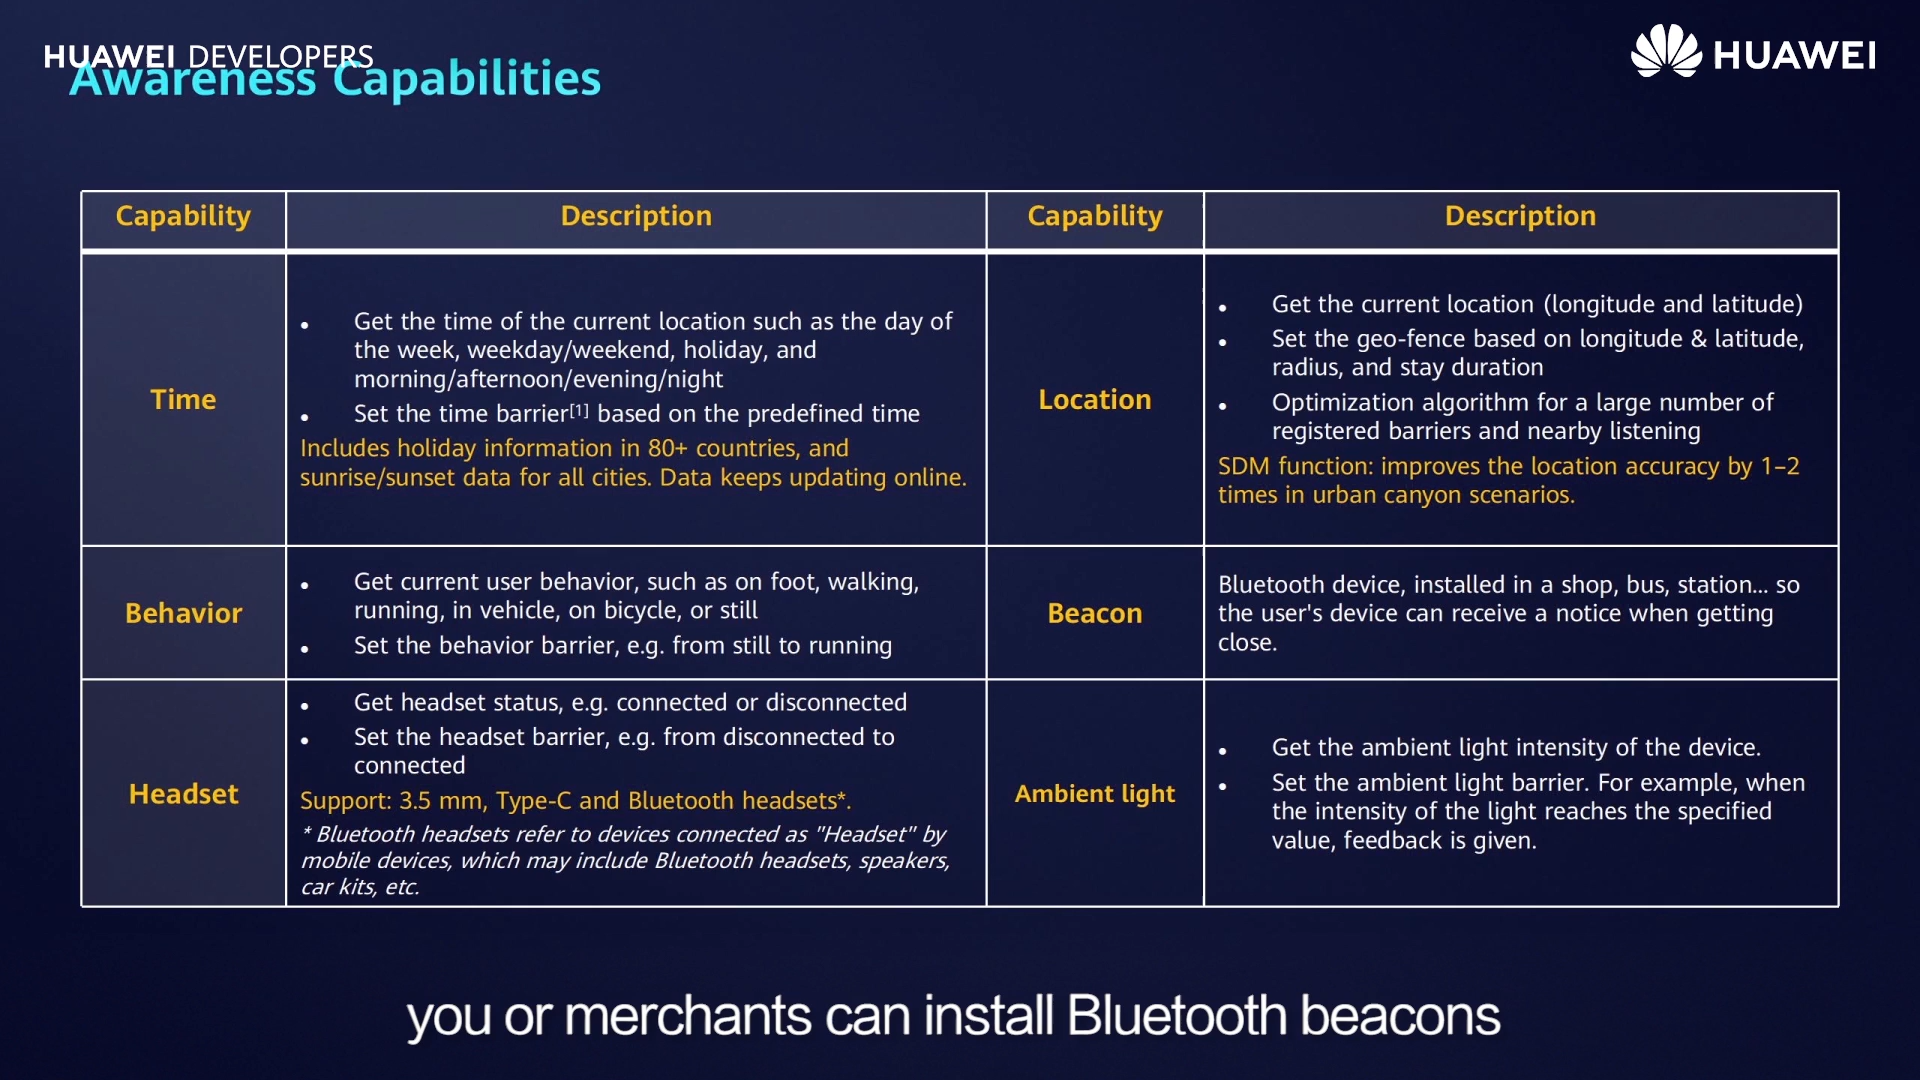 HUAWEI DEVELOPERS
HUAWEI
Awareness Capabilities
Capability
Description
Capability
Description
Time
• Get the time of the current location such as the day of
the week, weekday/weekend, holiday, and
morning/afternoon/evening/night
• Set the time barrier[1] based on the predefined time
Includes holiday information in 80+ countries, and
sunrise/sunset data for all cities. Data keeps updating online.
Location
• Get the current location (longitude and latitude)
• Set the geo-fence based on longitude & latitude,
radius, and stay duration
• Optimization algorithm for a large number of
registered barriers and nearby listening
SDM function: improves the location accuracy by 1–2
times in urban canyon scenarios.
Behavior
• Get current user behavior, such as on foot, walking,
running, in vehicle, on bicycle, or still
• Set the behavior barrier, e.g. from still to running
Beacon
Bluetooth device, installed in a shop, bus, station... so
the user's device can receive a notice when getting
close.
Headset
• Get headset status, e.g. connected or disconnected
• Set the headset barrier, e.g. from disconnected to
connected
Support: 3.5 mm, Type-C and Bluetooth headsets*.
* Bluetooth headsets refer to devices connected as "Headset" by
mobile devices, which may include Bluetooth headsets, speakers,
car kits, etc.
Ambient light
• Get the ambient light intensity of the device.
• Set the ambient light barrier. For example, when
the intensity of the light reaches the specified
value, feedback is given.
you or merchants can install Bluetooth beacons